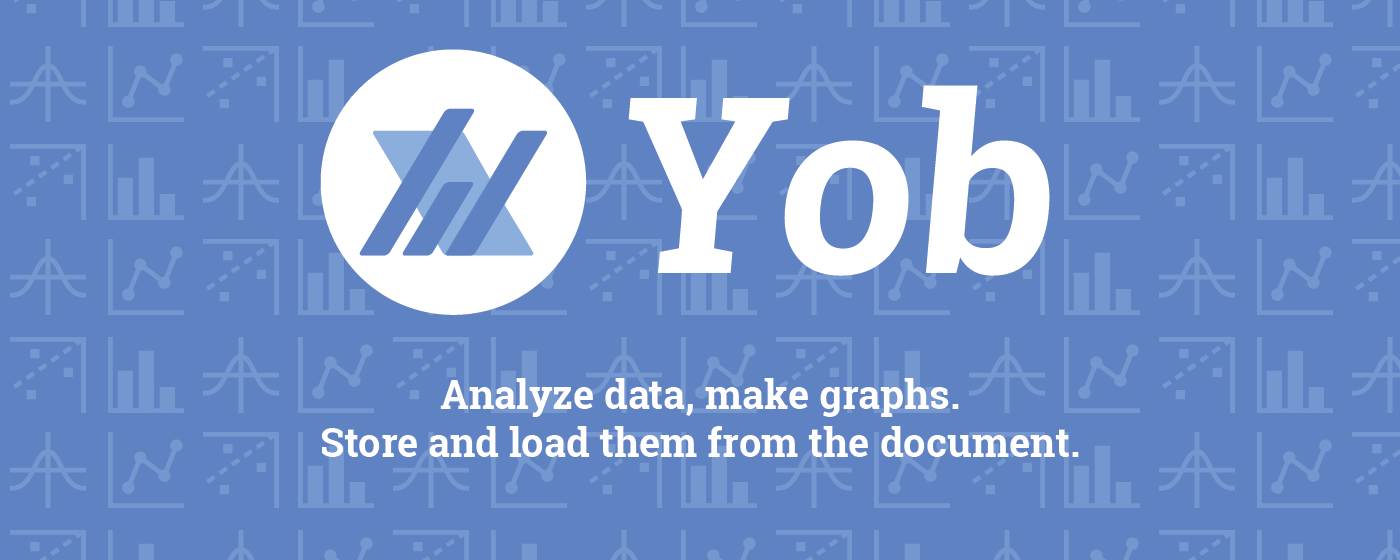 Yob
Analyze data, make graphs.
Store and load them from the document.